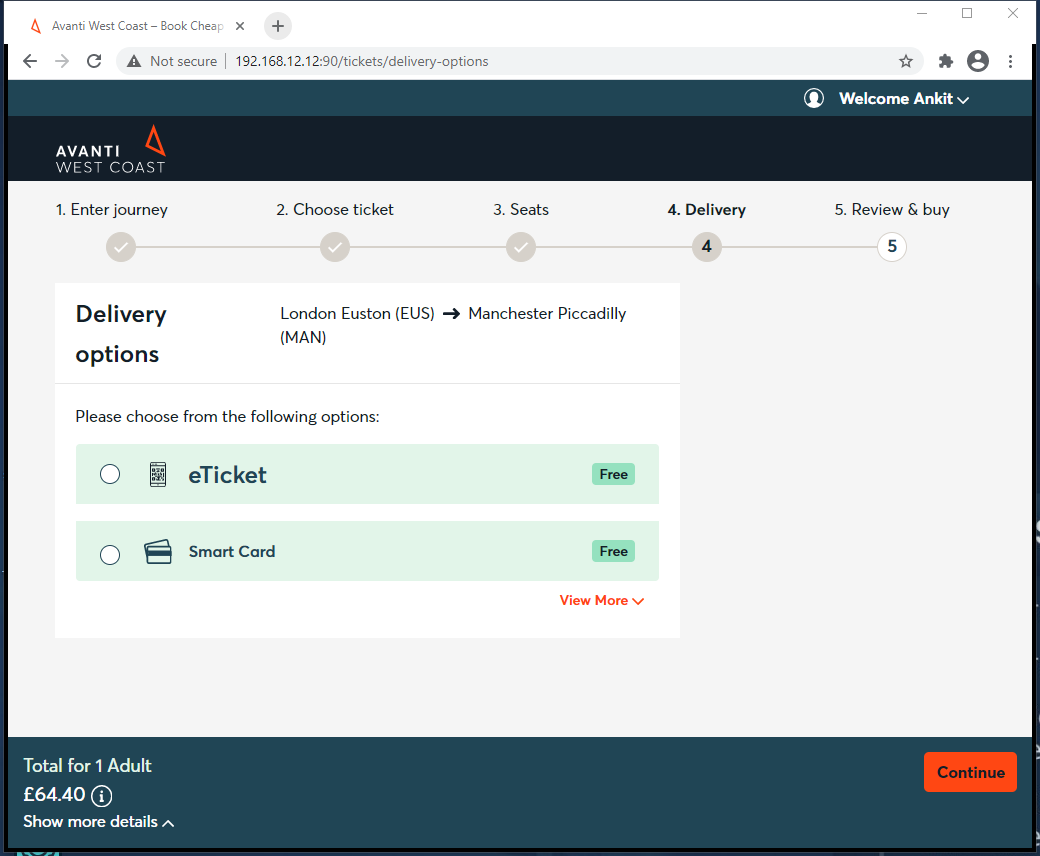 Avanti West Coast – Book Cheap
Not secure
192.168.12.12:90/tickets/delivery-options
Welcome Ankit
AVANTI
WEST COAST
1. Enter journey
2. Choose ticket
3. Seats
4. Delivery
5. Review & buy
4
5
Delivery
options
London Euston (EUS) → Manchester Piccadilly
(MAN)
Please choose from the following options:
eTicket
Free
Smart Card
Free
View More
Total for 1 Adult
£64.40
Show more details
Continue